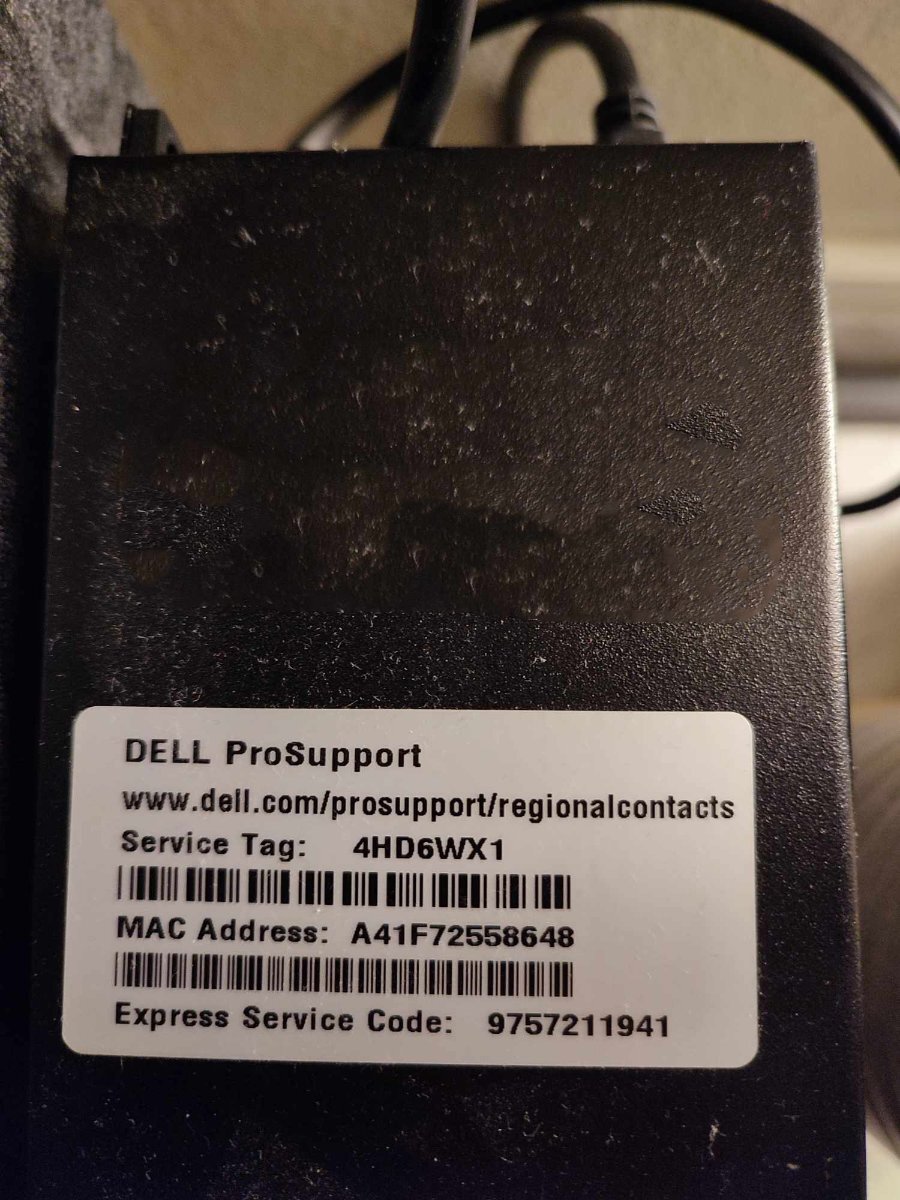 DELL ProSupport
www.dell.com/prosupport/regionalcontacts
Service Tag: 4HD6WX1
MAC Address: A41F72558648
Express Service Code: 9757211941